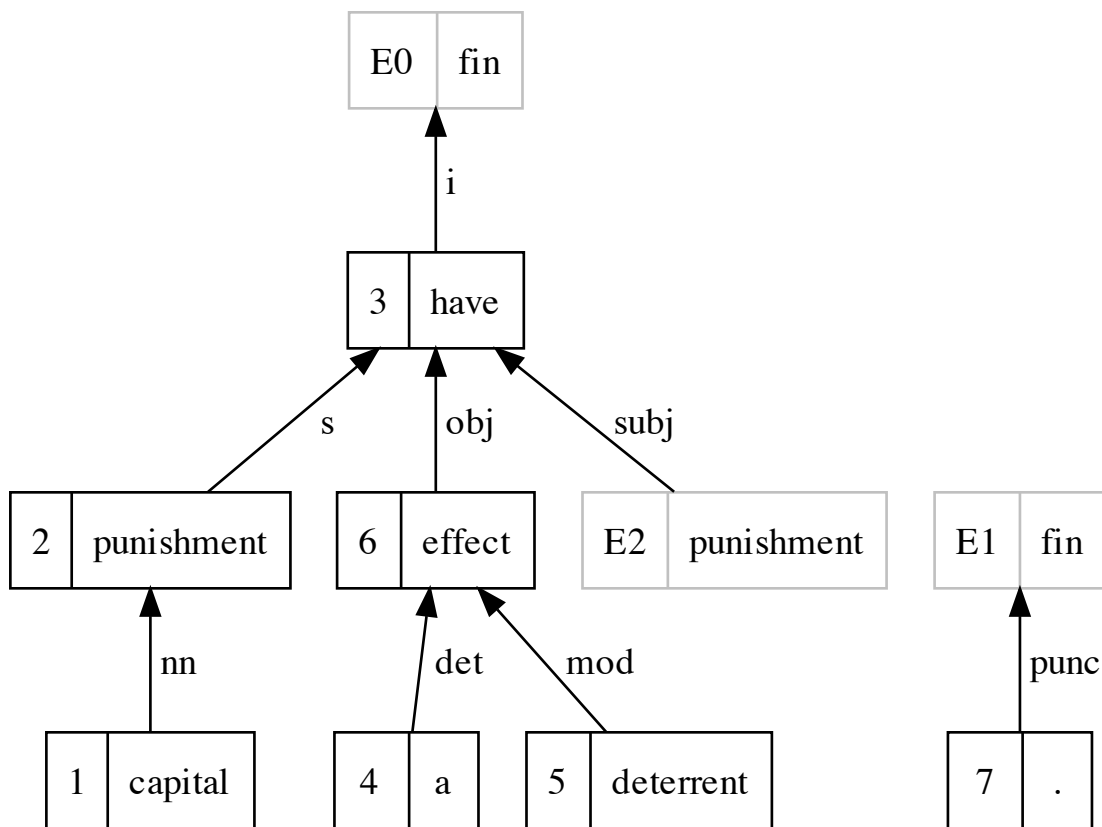 E0 fin
i
3 have
s obj subj
2 punishment 6 effect E2 punishment E1 fin
nn det mod punc
1 capital 4 a 5 deterrent 7 .